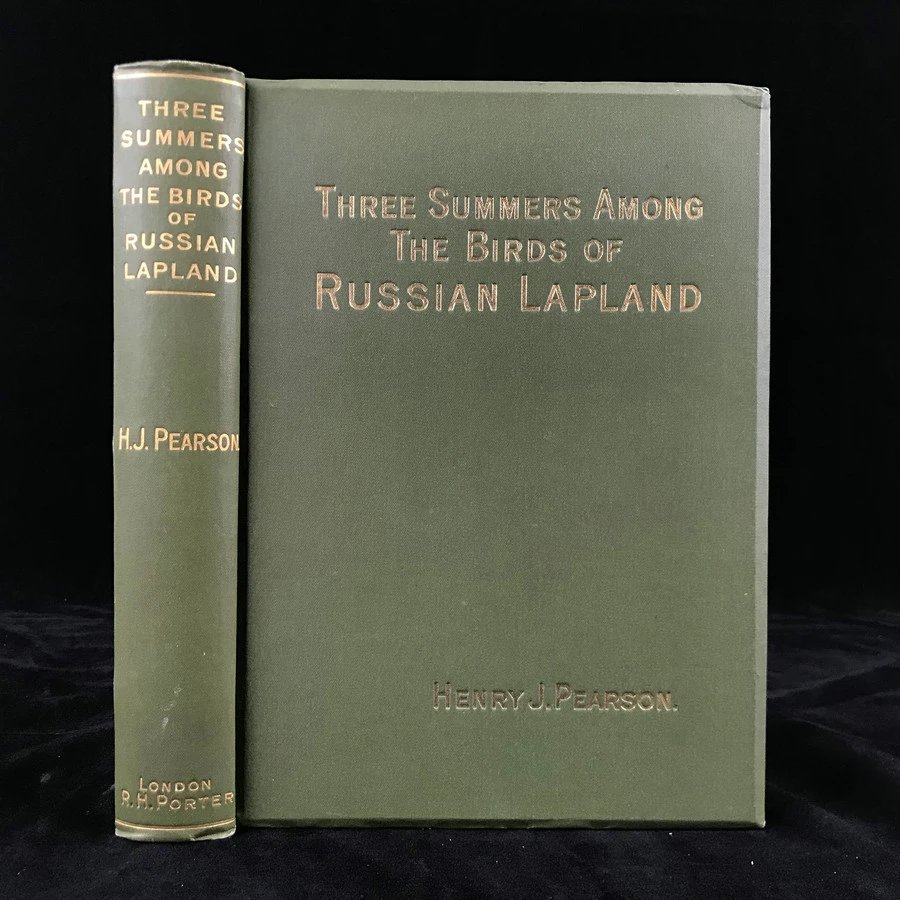 THREE
SUMMERS
AMONG
THE BIRDS
OF
RUSSIAN
LAPLAND
H.J. PEARSON.
LONDON
R.H. PORTER
THREE SUMMERS AMONG
THE BIRDS OF
RUSSIAN LAPLAND
HENRY J. PEARSON.